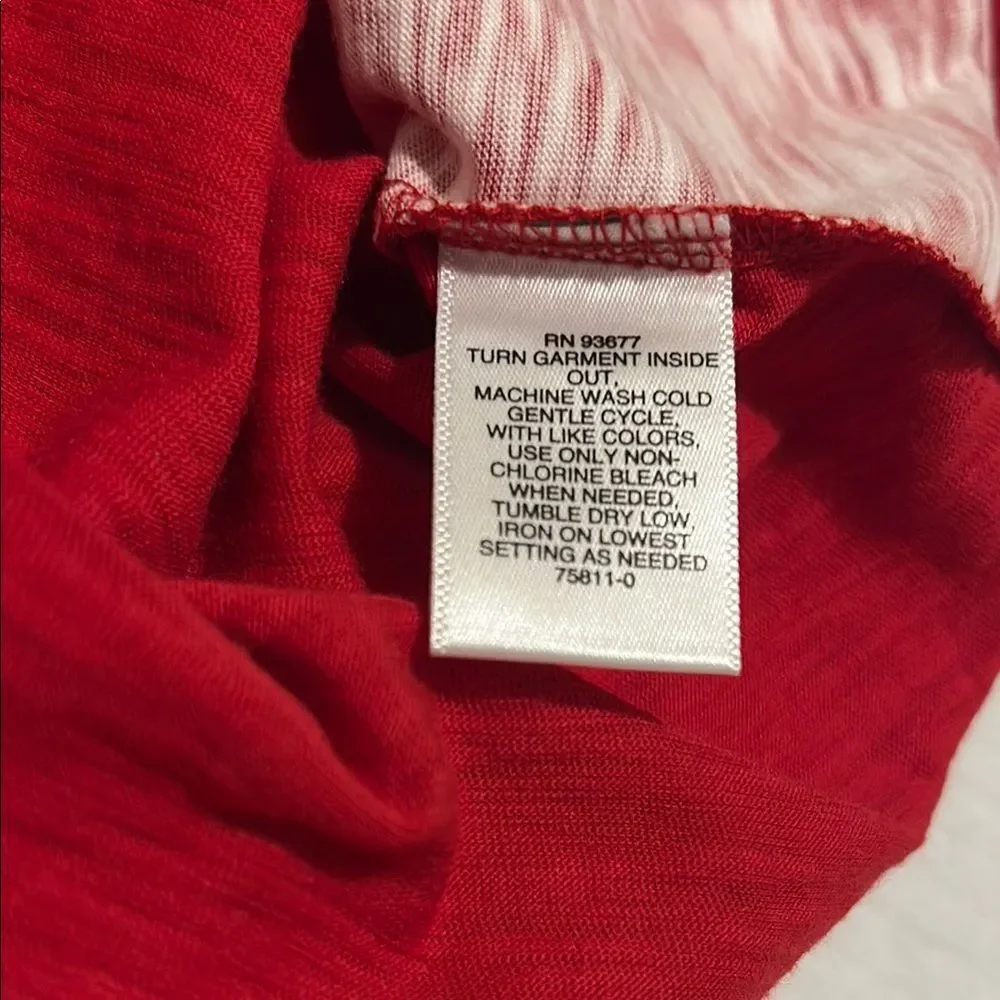 RN 93677
TURN GARMENT INSIDE
OUT,
MACHINE WASH COLD
GENTLE CYCLE,
WITH LIKE COLORS,
USE ONLY NON-
CHLORINE BLEACH
WHEN NEEDED,
TUMBLE DRY LOW,
IRON ON LOWEST
SETTING AS NEEDED
75811-0